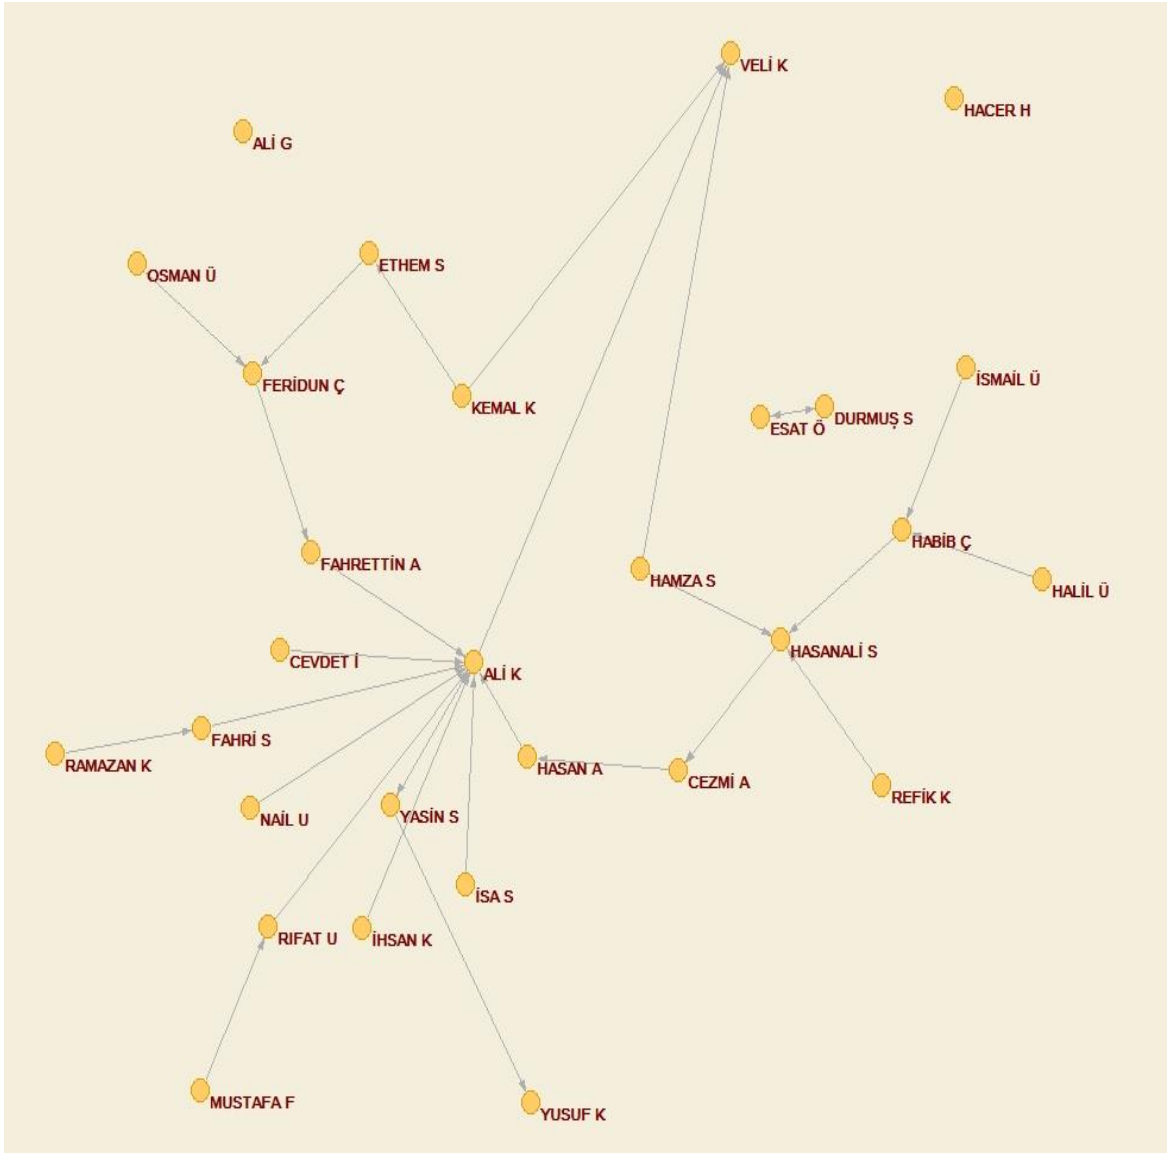 VELİ K
HACER H
ALİ G
ETHEM S
OSMAN Ü
FERİDUN Ç
İSMAİL Ü
KEMAL K
DURMUŞ S
ESAT Ö
HABİB Ç
FAHRETTİN A
HAMZA S
HALİL Ü
HASANALİ S
CEVDET İ
ALİ K
FAHRİ S
RAMAZAN K
HASAN A
CEZMİ A
REFİK K
NAİL U
YASİN S
İSA S
RIFAT U
İHSAN K
MUSTAFA F
YUSUF K